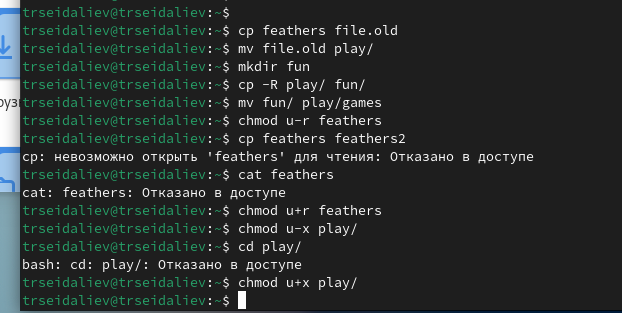 trseidaliev@trseidaliev:~$
trseidaliev@trseidaliev:~$ cp feathers file.old
trseidaliev@trseidaliev:~$ mv file.old play/
trseidaliev@trseidaliev:~$ mkdir fun
trseidaliev@trseidaliev:~$ cp -R play/ fun/
trseidaliev@trseidaliev:~$ mv fun/ play/games
trseidaliev@trseidaliev:~$ chmod u-r feathers
trseidaliev@trseidaliev:~$ cp feathers feathers2
cp: невозможно открыть 'feathers' для чтения: Отказано в доступе
trseidaliev@trseidaliev:~$ cat feathers
cat: feathers: Отказано в доступе
trseidaliev@trseidaliev:~$ chmod u+r feathers
trseidaliev@trseidaliev:~$ chmod u-x play/
trseidaliev@trseidaliev:~$ cd play/
bash: cd: play/: Отказано в доступе
trseidaliev@trseidaliev:~$ chmod u+x play/
trseidaliev@trseidaliev:~$